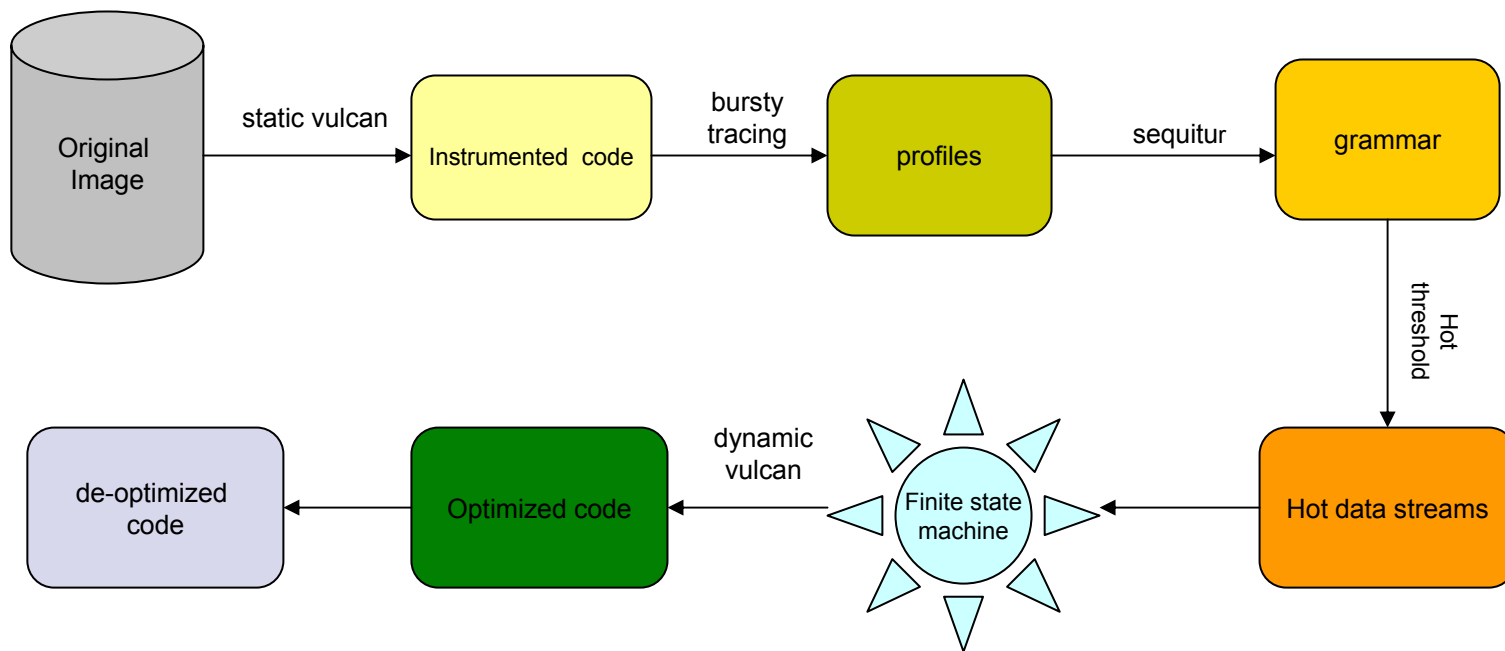 Original
Image
static vulcan
Instrumented code
bursty
tracing
profiles
sequitur
grammar
Hot
threshold
Hot data streams
Finite state
machine
dynamic
vulcan
Optimized code
de-optimized
code